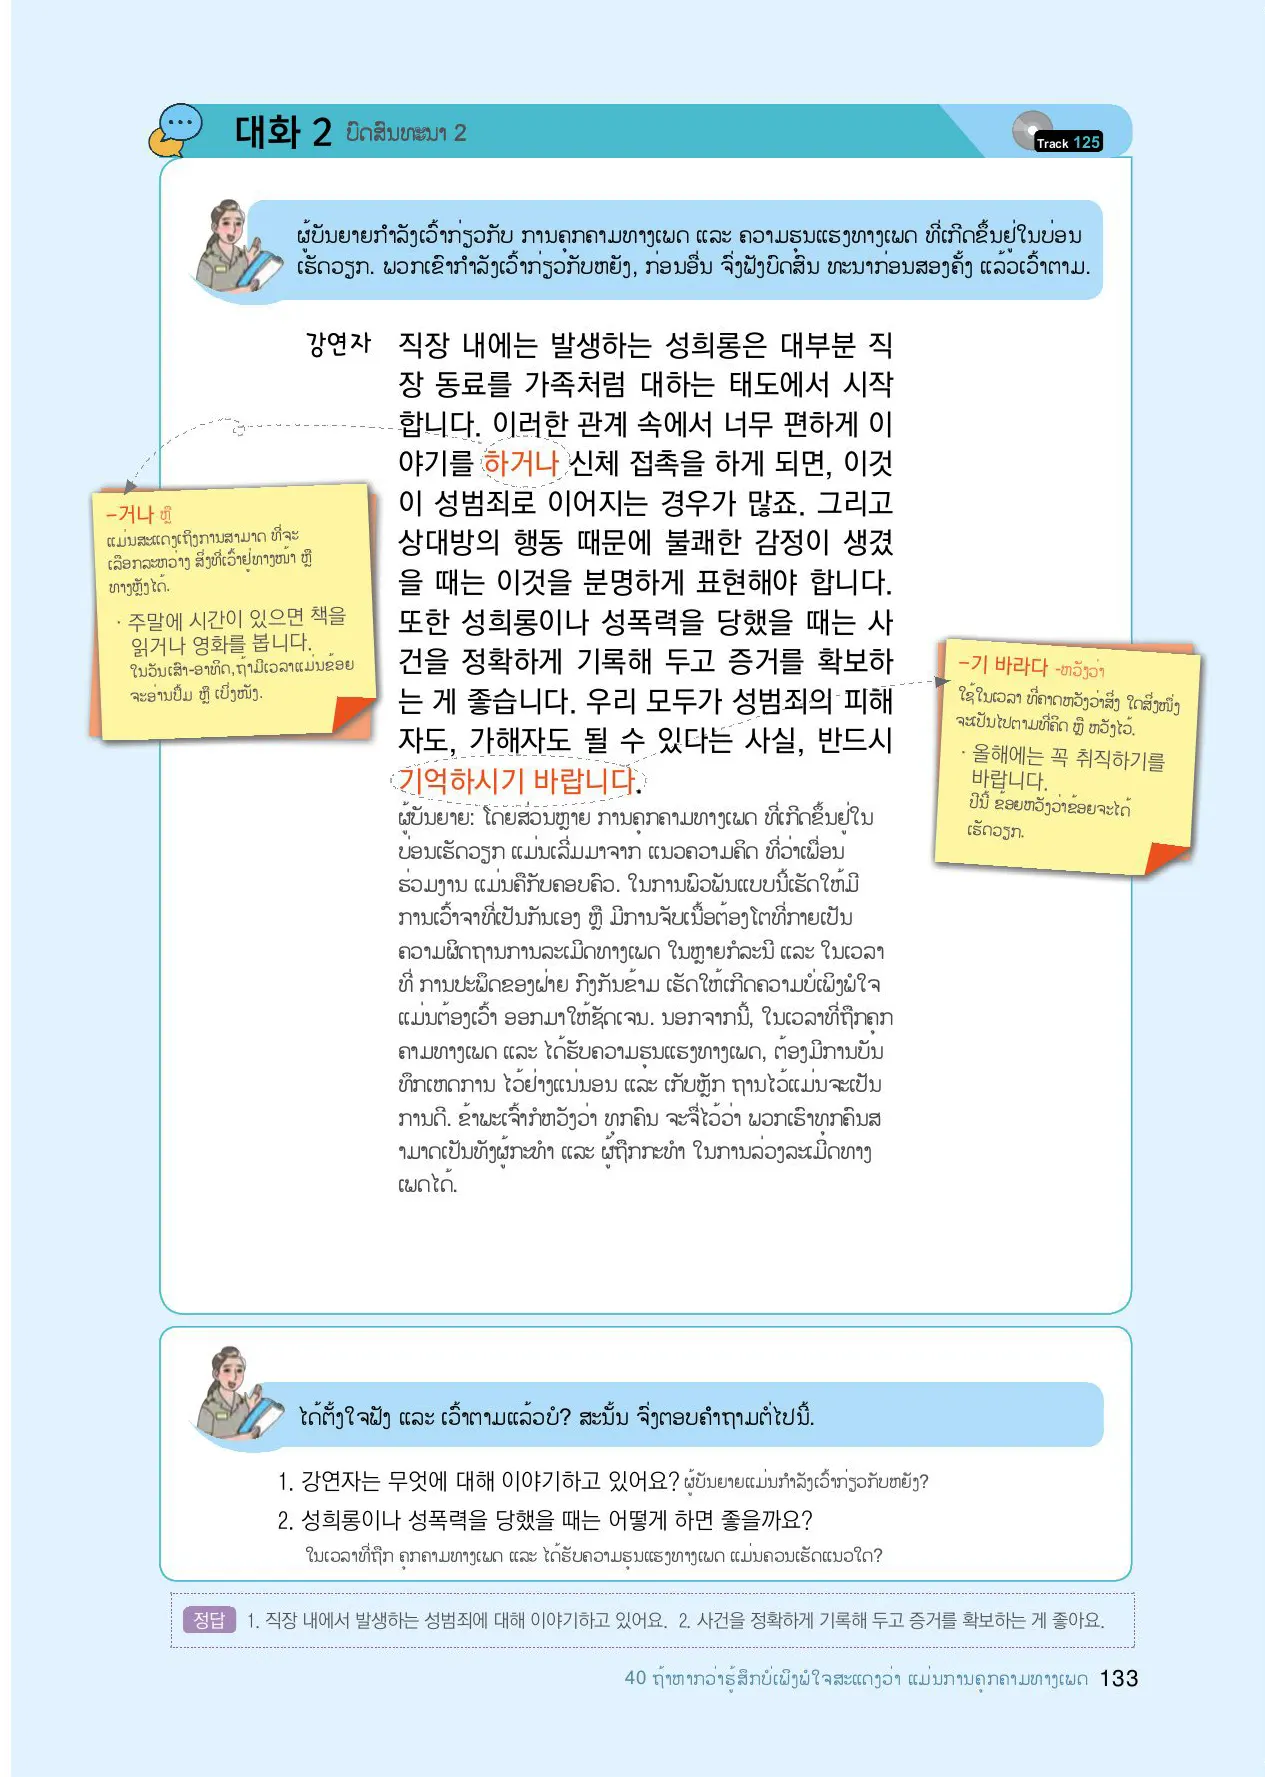 대화 2 ບົດສົນທະນາ 2
Track 125
ຜູ້ບັນຍາຍກຳລັງເວົ້າກ່ຽວກັບ ການຄຸກຄາມທາງເພດ ແລະ ຄວາມຮຸນແຮງທາງເພດ ທີ່ເກີດຂຶ້ນຢູ່ໃນບ່ອນ
ເຮັດວຽກ. ພວກເຂົາກຳລັງເວົ້າກ່ຽວກັບຫຍັງ, ກ່ອນອື່ນ ຈົ່ງຟັງບົດສົນ ທະນາກ່ອນສອງຄັ້ງ ແລ້ວເວົ້າຕາມ.
강연자 직장 내에는 발생하는 성희롱은 대부분 직
장 동료를 가족처럼 대하는 태도에서 시작
합니다. 이러한 관계 속에서 너무 편하게 이
야기를 하거나 신체 접촉을 하게 되면, 이것
이 성범죄로 이어지는 경우가 많죠. 그리고
상대방의 행동 때문에 불쾌한 감정이 생겼
을 때는 이것을 분명하게 표현해야 합니다.
또한 성희롱이나 성폭력을 당했을 때는 사
건을 정확하게 기록해 두고 증거를 확보하
는 게 좋습니다. 우리 모두가 성범죄의 피해
자도, 가해자도 될 수 있다는 사실, 반드시
기억하시기 바랍니다.
ຜູ້ບັນຍາຍ: ໂດຍສ່ວນຫຼາຍ ການຄຸກຄາມທາງເພດ ທີ່ເກີດຂຶ້ນຢູ່ໃນ
ບ່ອນເຮັດວຽກ ແມ່ນເລີ່ມມາຈາກ ແນວຄວາມຄິດ ທີ່ວ່າເພື່ອນ
ຮ່ວມງານ ແມ່ນຄືກັບຄອບຄົວ. ໃນການພົວພັນແບບນີ້ເຮັດໃຫ້ມີ
ການເວົ້າຈາທີ່ເປັນກັນເອງ ຫຼື ມີການຈັບເນື້ອຕ້ອງໂຕທີ່ກາຍເປັນ
ຄວາມຜິດຖານການລະເມີດທາງເພດ ໃນຫຼາຍກໍລະນີ ແລະ ໃນເວລາ
ທີ່ ການປະພຶດຂອງຝ່າຍ ກົງກັນຂ້າມ ເຮັດໃຫ້ເກີດຄວາມບໍ່ເພິງພໍໃຈ
ແມ່ນຕ້ອງເວົ້າ ອອກມາໃຫ້ຊັດເຈນ. ນອກຈາກນີ້, ໃນເວລາທີ່ຖືກຄຸກ
ຄາມທາງເພດ ແລະ ໄດ້ຮັບຄວາມຮຸນແຮງທາງເພດ, ຕ້ອງມີການບັນ
ທຶກເຫດການ ໄວ້ຢ່າງແນ່ນອນ ແລະ ເກັບຫຼັກ ຖານໄວ້ແມ່ນຈະເປັນ
ການດີ. ຂ້າພະເຈົ້າກໍຫວັງວ່າ ທຸກຄົນ ຈະຈື່ໄວ້ວ່າ ພວກເຮົາທຸກຄົນສ
າມາດເປັນທັງຜູ້ກະທຳ ແລະ ຜູ້ຖືກກະທຳ ໃນການລ່ວງລະເມີດທາງ
ເພດໄດ້.
-거나 ຫຼື
ແມ່ນສະແດງເຖິງການສາມາດ ທີ່ຈະ
ເລືອກລະຫວ່າງ ສິ່ງທີ່ເວົ້າຢູ່ທາງໜ້າ ຫຼື
ທາງຫຼັງໄດ້.
· 주말에 시간이 있으면 책을
읽거나 영화를 봅니다.
ໃນວັນເສົາ-ອາທິດ,ຖ້າມີເວລາແມ່ນຂ້ອຍ
ຈະອ່ານປຶ້ມ ຫຼື ເບິ່ງໜັງ.
-기 바라다 -ຫວັງວ່າ
ໃຊ້ໃນເວລາ ທີ່ຄາດຫວັງວ່າສິ່ງ ໃດສິ່ງໜຶ່ງ
ຈະເປັນໄປຕາມທີ່ຄິດ ຫຼື ຫວັງໄວ້.
· 올해에는 꼭 취직하기를
바랍니다.
ປີນີ້ ຂ້ອຍຫວັງວ່າຂ້ອຍຈະໄດ້
ເຮັດວຽກ.
ໄດ້ຕັ້ງໃຈຟັງ ແລະ ເວົ້າຕາມແລ້ວບໍ? ສະນັ້ນ ຈົ່ງຕອບຄຳຖາມຕໍ່ໄປນີ້.
1. 강연자는 무엇에 대해 이야기하고 있어요? ຜູ້ບັນຍາຍແມ່ນກຳລັງເວົ້າກ່ຽວກັບຫຍັງ?
2. 성희롱이나 성폭력을 당했을 때는 어떻게 하면 좋을까요?
ໃນເວລາທີ່ຖືກ ຄຸກຄາມທາງເພດ ແລະ ໄດ້ຮັບຄວາມຮຸນແຮງທາງເພດ ແມ່ນຄວນເຮັດແນວໃດ?
정답 1. 직장 내에서 발생하는 성범죄에 대해 이야기하고 있어요. 2. 사건을 정확하게 기록해 두고 증거를 확보하는 게 좋아요.
40 ຖ້າຫາກວ່າຮູ້ສຶກບໍ່ເພິງພໍໃຈສະແດງວ່າ ແມ່ນການຄຸກຄາມທາງເພດ 133